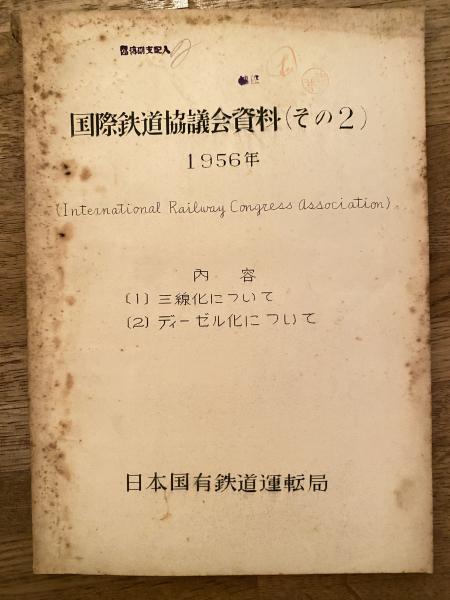 国際鉄道協議会資料(その2)
1956年
(International Railway Congress Association)
内 容
(1) 三線化について
(2) ディーゼル化について
日本国有鉄道運転局